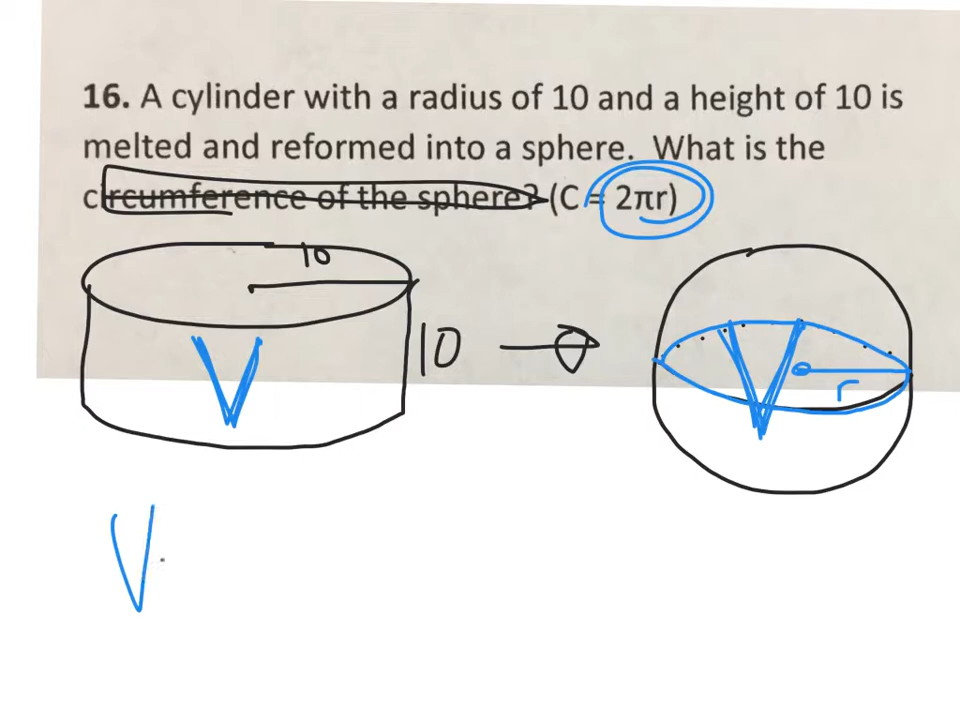 16. A cylinder with a radius of 10 and a height of 10 is
melted and reformed into a sphere. What is the
circumference of the sphere? (C = 2πr)
10
10
V
V
r
V